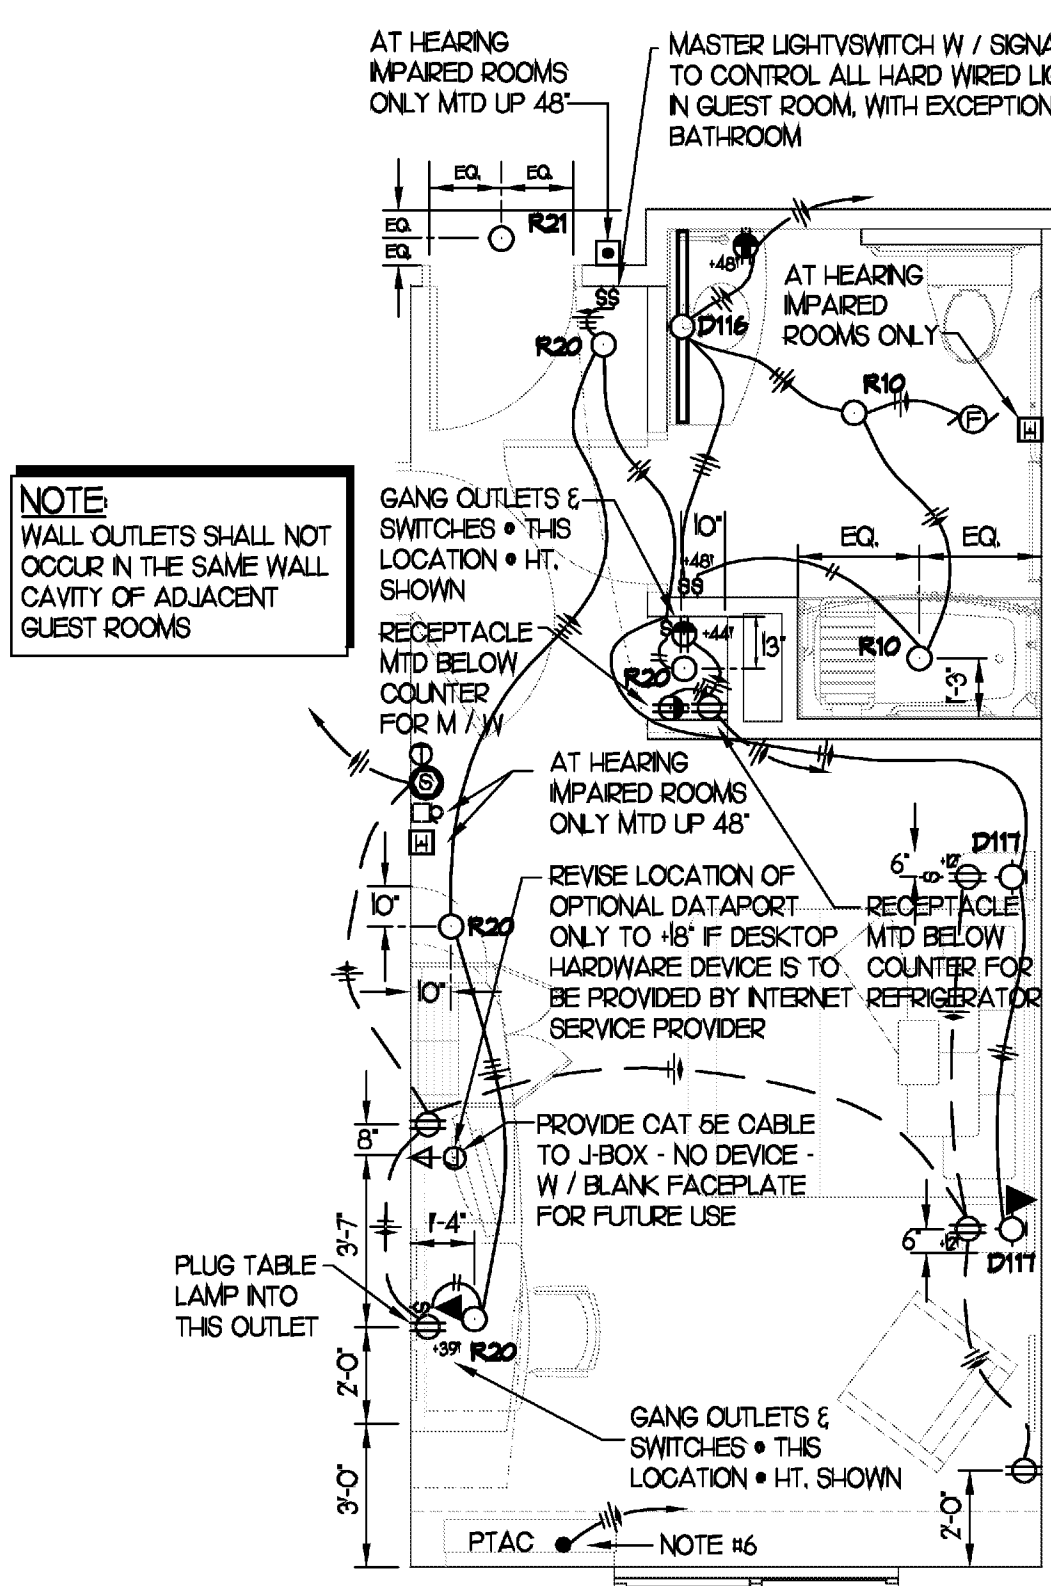 AT HEARING
IMPAIRED ROOMS
ONLY MTD UP 48"
MASTER LIGHTVSWITCH W / SIGNA
TO CONTROL ALL HARD WIRED LIG
IN GUEST ROOM, WITH EXCEPTION
BATHROOM
EQ. EQ.
EQ.
EQ.
R21
+48"
AT HEARING
IMPAIRED
ROOMS ONLY
SS
R20
D116
R10
F
H
NOTE:
WALL OUTLETS SHALL NOT
OCCUR IN THE SAME WALL
CAVITY OF ADJACENT
GUEST ROOMS
GANG OUTLETS &
SWITCHES • THIS
LOCATION • HT.
SHOWN
10"
+48"
SS
EQ. EQ.
RECEPTACLE
MTD BELOW
COUNTER
FOR M / W
S
+44"
13"
R20
R10
1'-3"
S
H
AT HEARING
IMPAIRED ROOMS
ONLY MTD UP 48"
D117
6"
S
+12"
10"
R20
10"
REVISE LOCATION OF
OPTIONAL DATAPORT
ONLY TO +18" IF DESKTOP
HARDWARE DEVICE IS TO
BE PROVIDED BY INTERNET
SERVICE PROVIDER
RECEPTACLE
MTD BELOW
COUNTER FOR
REFRIGERATOR
8"
PROVIDE CAT 5E CABLE
TO J-BOX - NO DEVICE -
W / BLANK FACEPLATE
FOR FUTURE USE
3'-7"
1'-4"
6"
+12"
D117
PLUG TABLE
LAMP INTO
THIS OUTLET
S
+39"
R20
2'-0"
GANG OUTLETS &
SWITCHES • THIS
LOCATION • HT. SHOWN
3'-0"
2'-0"
PTAC
NOTE #6